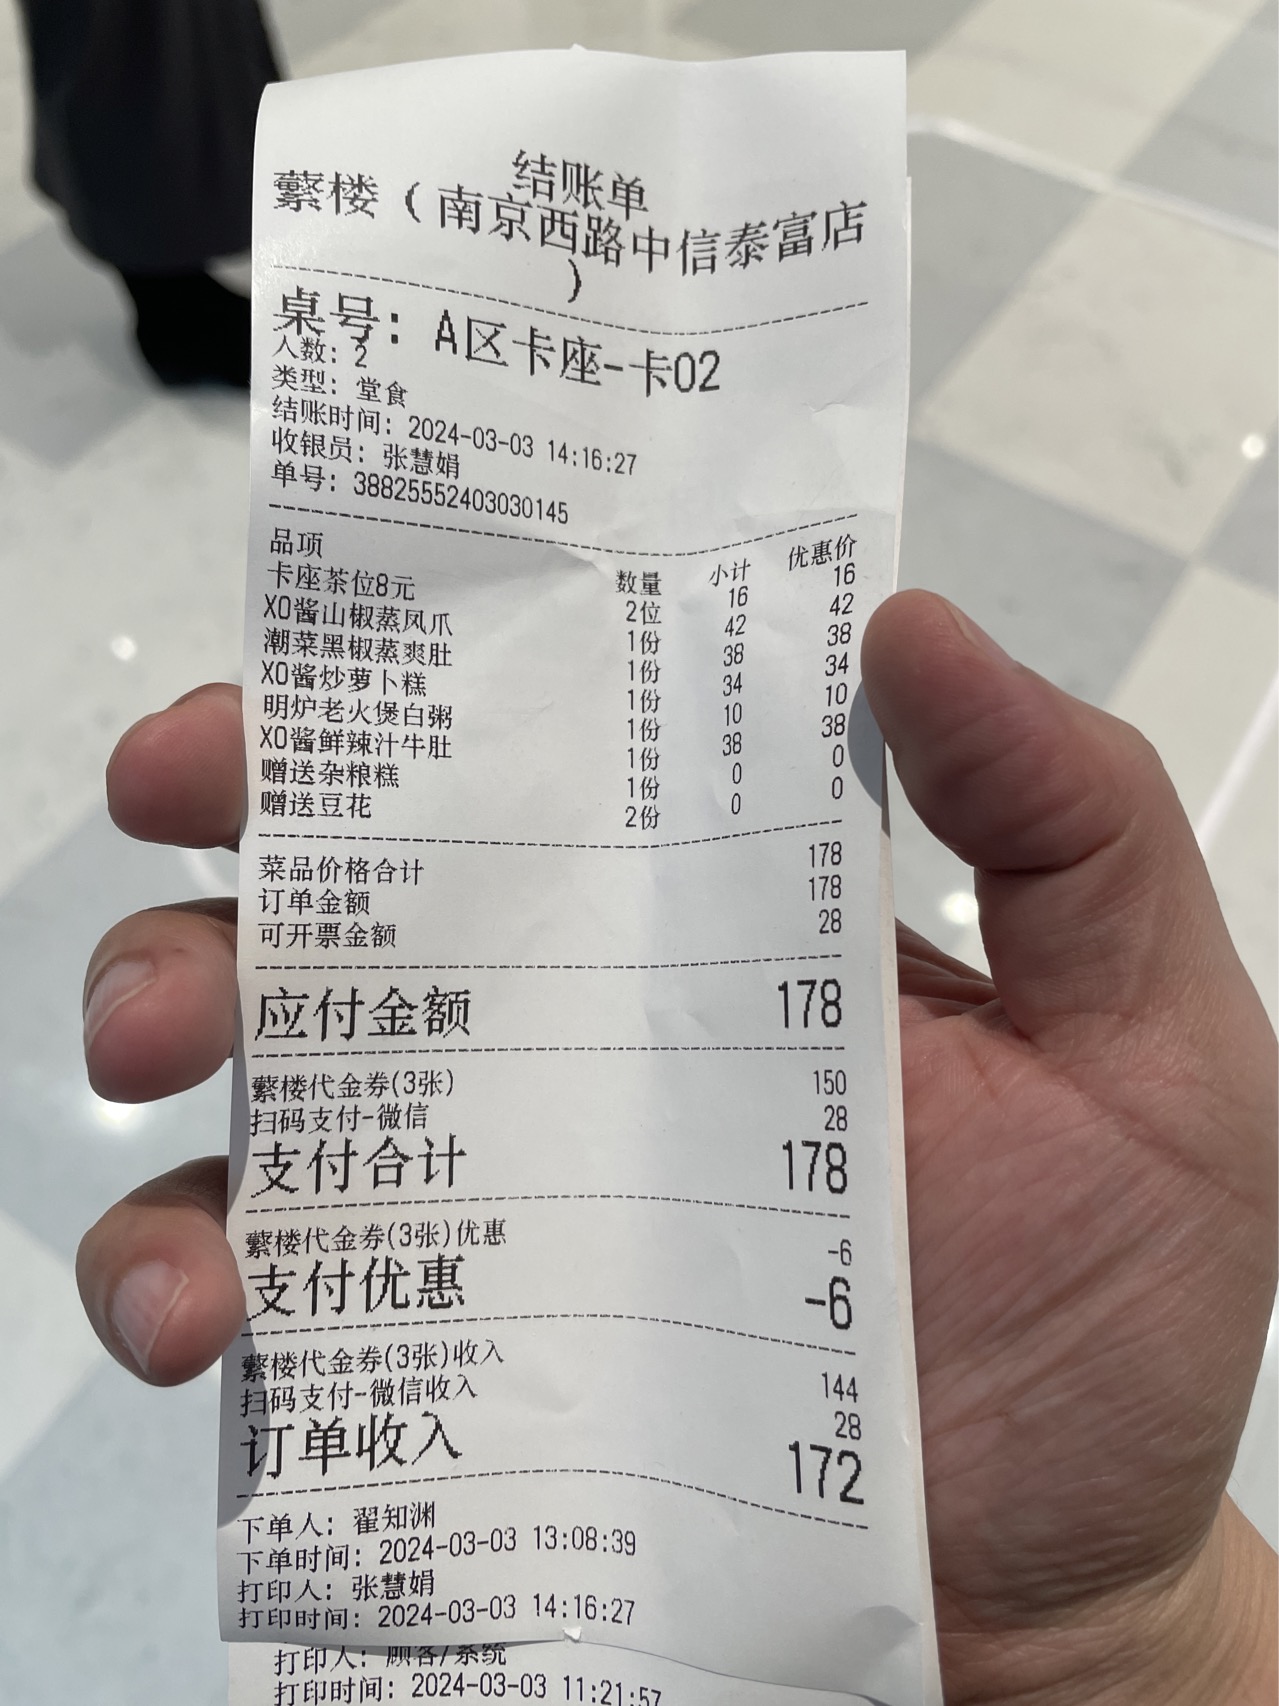 结账单
蘩楼（南京西路中信泰富店
）
桌号：A区卡座-卡02
人数：2
类型：堂食
结账时间：2024-03-03 14:16:27
收银员：张慧娟
单号：38825552403030145
品项 数量 小计 优惠价
卡座茶位8元 2位 16 16
XO酱山椒蒸凤爪 1份 42 42
潮菜黑椒蒸爽肚 1份 38 38
XO酱炒萝卜糕 1份 34 34
明炉老火煲白粥 1份 10 10
XO酱鲜辣汁牛肚 1份 38 38
赠送杂粮糕 1份 0 0
赠送豆花 2份 0 0
菜品价格合计 178
订单金额 178
可开票金额 28
应付金额 178
蘩楼代金券(3张) 150
扫码支付-微信 28
支付合计 178
蘩楼代金券(3张)优惠 -6
支付优惠 -6
蘩楼代金券(3张)收入 144
扫码支付-微信收入 28
订单收入 172
下单人：翟知渊
下单时间：2024-03-03 13:08:39
打印人：张慧娟
打印时间：2024-03-03 14:16:27
打印人：顾客/系统
打印时间：2024-03-03 11:21:57